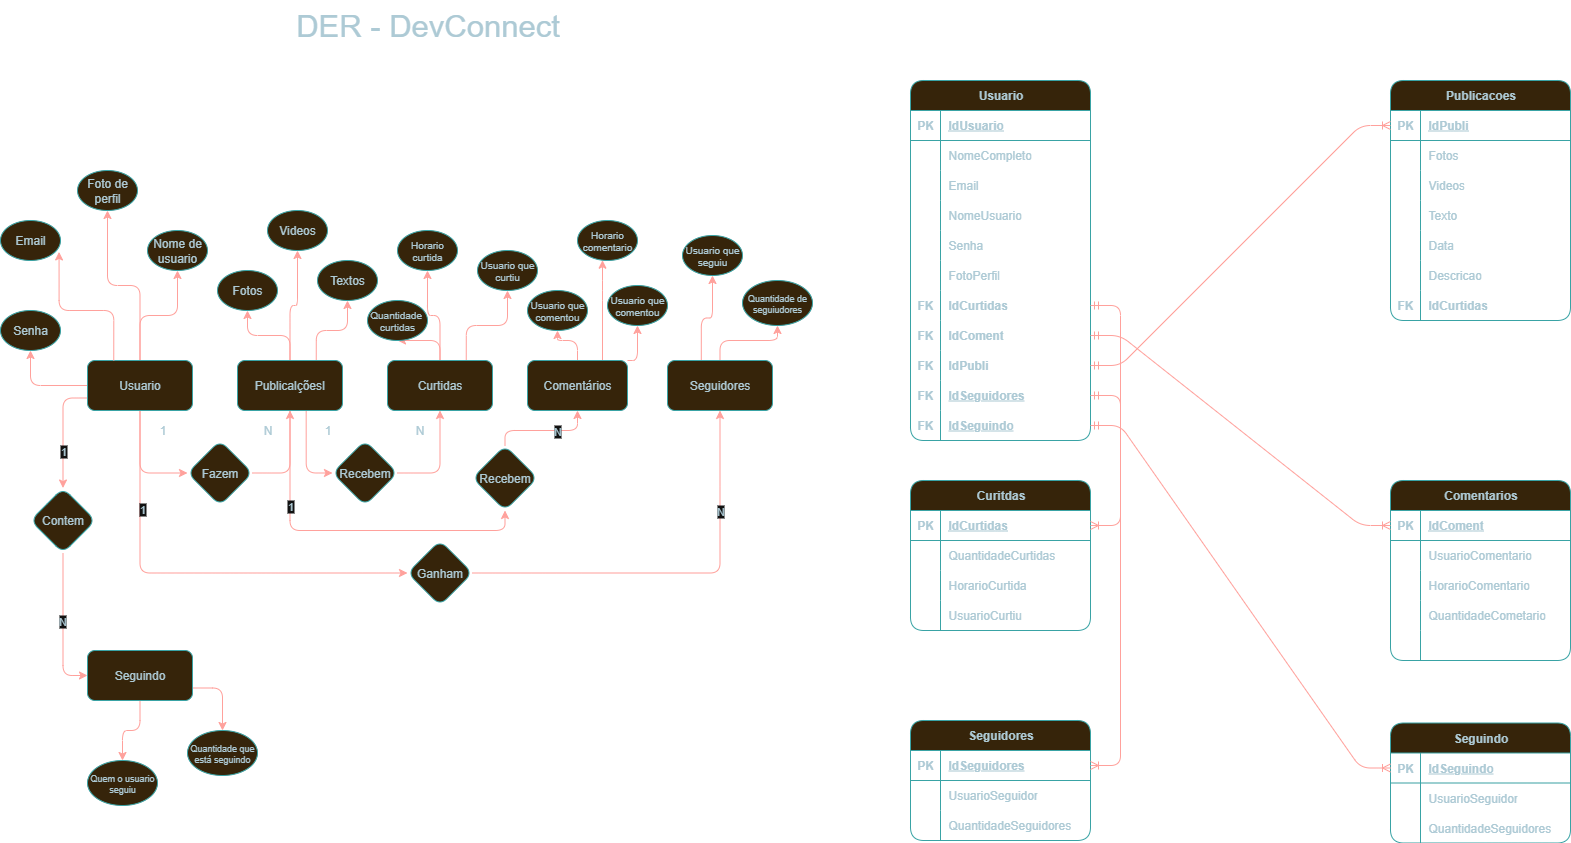 DER - DevConnect
Foto de
perfil
Email
Nome de
usuario
Senha
Videos
Fotos
Textos
Horario
curtida
Usuario que
curtiu
Quantidade
curtidas
Horario
comentario
Usuario que
comentou
Usuario que
comentou
Usuario que
seguiu
Quantidade de
seguiudores
Usuario
PublicalçõesI
Curtidas
Comentários
Seguidores
1
N
1
N
N
1
Fazem
Recebem
Recebem
1
1
N
Contem
Ganham
N
Seguindo
Quantidade que
está seguindo
Quem o usuario
seguiu
Usuario
PK IdUsuario
NomeCompleto
Email
NomeUsuario
Senha
FotoPerfil
FK IdCurtidas
FK IdComent
FK IdPubli
FK IdSeguidores
FK IdSeguindo
Publicacoes
PK IdPubli
Fotos
Videos
Texto
Data
Descricao
FK IdCurtidas
Curitdas
PK IdCurtidas
QuantidadeCurtidas
HorarioCurtida
UsuarioCurtiu
Comentarios
PK IdComent
UsuarioComentario
HorarioComentario
QuantidadeCometario
Seguidores
PK IdSeguidores
UsuarioSeguidor
QuantidadeSeguidores
Seguindo
PK IdSeguindo
UsuarioSeguidor
QuantidadeSeguidores